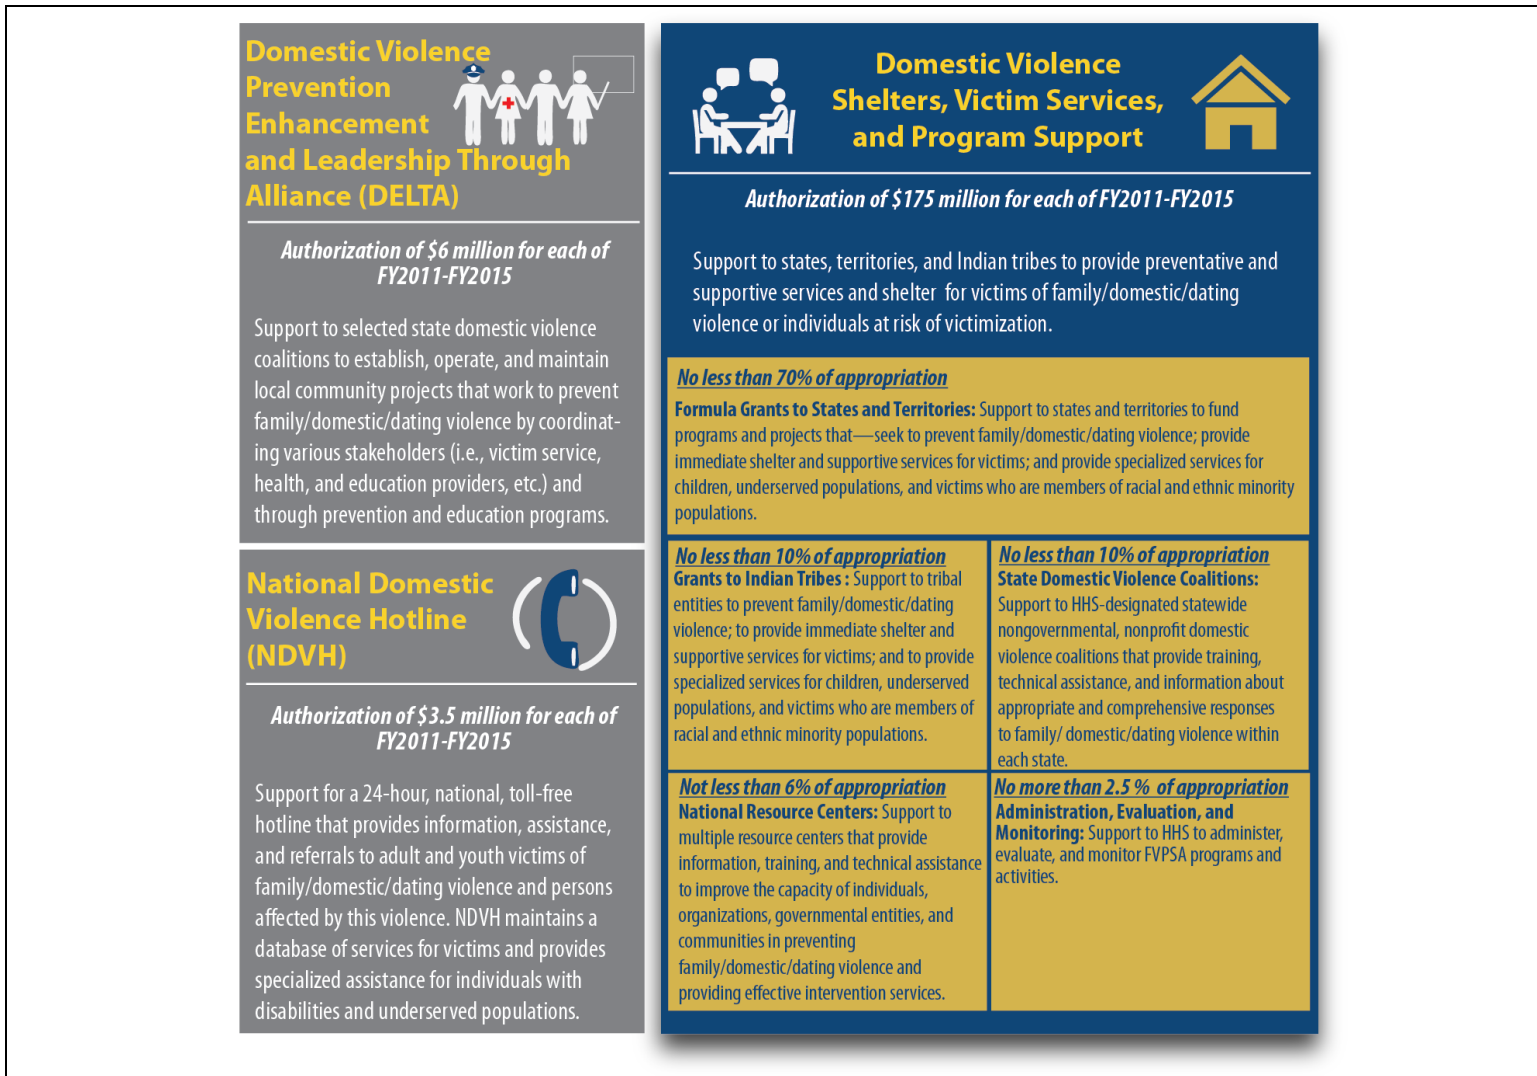 Domestic Violence
Prevention
Enhancement
and Leadership Through
Alliance (DELTA)
Authorization of $6 million for each of
FY2011-FY2015
Support to selected state domestic violence
coalitions to establish, operate, and maintain
local community projects that work to prevent
family/domestic/dating violence by coordinat-
ing various stakeholders (i.e., victim service,
health, and education providers, etc.) and
through prevention and education programs.
National Domestic
Violence Hotline
(NDVH)
Authorization of $3.5 million for each of
FY2011-FY2015
Support for a 24-hour, national, toll-free
hotline that provides information, assistance,
and referrals to adult and youth victims of
family/domestic/dating violence and persons
affected by this violence. NDVH maintains a
database of services for victims and provides
specialized assistance for individuals with
disabilities and underserved populations.
Domestic Violence
Shelters, Victim Services,
and Program Support
Authorization of $175 million for each of FY2011-FY2015
Support to states, territories, and Indian tribes to provide preventative and
supportive services and shelter for victims of family/domestic/dating
violence or individuals at risk of victimization.
No less than 70% of appropriation
Formula Grants to States and Territories: Support to states and territories to fund
programs and projects that—seek to prevent family/domestic/dating violence; provide
immediate shelter and supportive services for victims; and provide specialized services for
children, underserved populations, and victims who are members of racial and ethnic minority
populations.
No less than 10% of appropriation
Grants to Indian Tribes : Support to tribal
entities to prevent family/domestic/dating
violence; to provide immediate shelter and
supportive services for victims; and to provide
specialized services for children, underserved
populations, and victims who are members of
racial and ethnic minority populations.
No less than 10% of appropriation
State Domestic Violence Coalitions:
Support to HHS-designated statewide
nongovernmental, nonprofit domestic
violence coalitions that provide training,
technical assistance, and information about
appropriate and comprehensive responses
to family/ domestic/dating violence within
each state.
Not less than 6% of appropriation
National Resource Centers: Support to
multiple resource centers that provide
information, training, and technical assistance
to improve the capacity of individuals,
organizations, governmental entities, and
communities in preventing
family/domestic/dating violence and
providing effective intervention services.
No more than 2.5 % of appropriation
Administration, Evaluation, and
Monitoring: Support to HHS to administer,
evaluate, and monitor FVPSA programs and
activities.